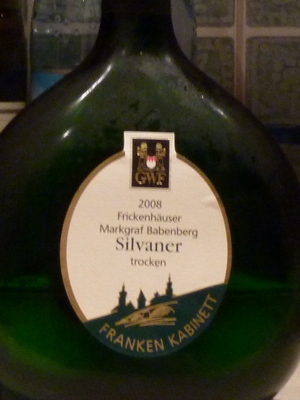 GWF
2008
Frickenhäuser
Markgraf Babenberg
Silvaner
trocken
FRANKEN KABINETT